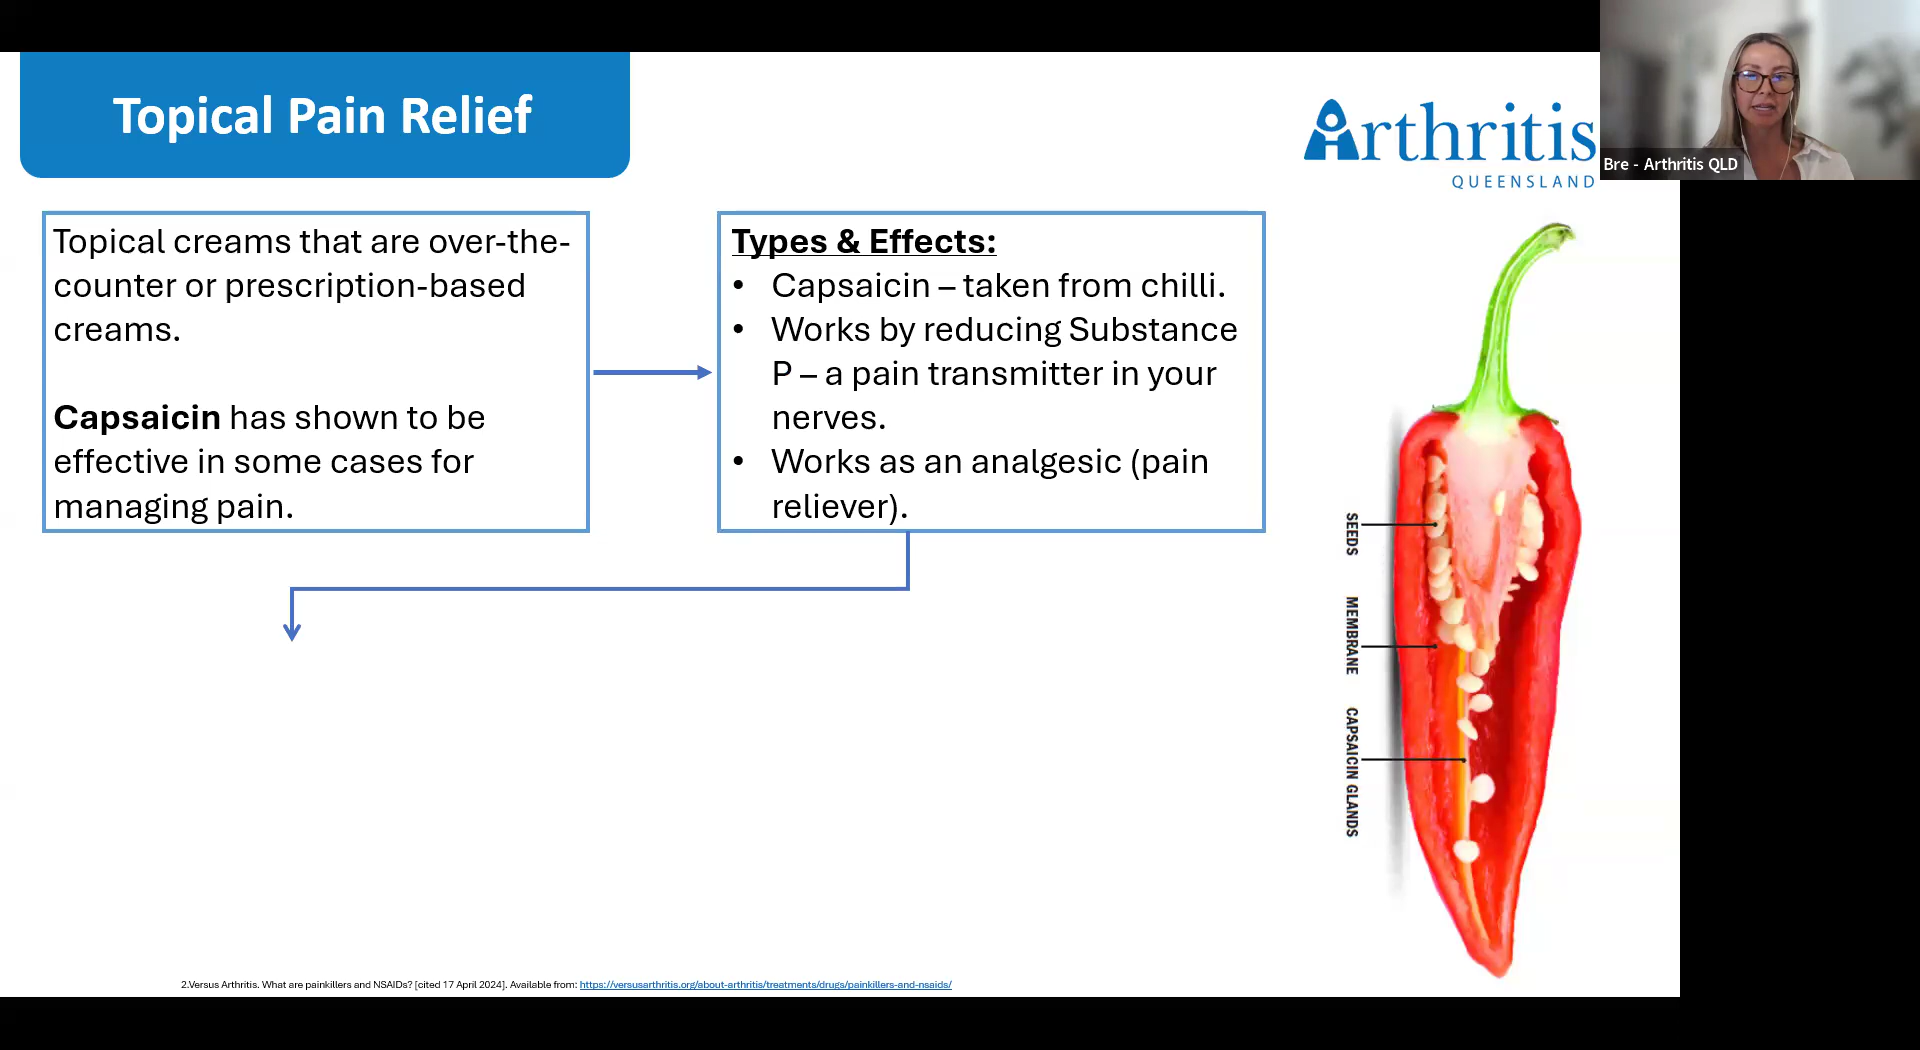 Topical Pain Relief
Arthritis
QUEENSLAND
Bre - Arthritis QLD
Topical creams that are over-the-
counter or prescription-based
creams.
Capsaicin has shown to be
effective in some cases for
managing pain.
Types & Effects:
• Capsaicin – taken from chilli.
• Works by reducing Substance
P – a pain transmitter in your
nerves.
• Works as an analgesic (pain
reliever).
SEEDS
MEMBRANE
CAPSAICIN GLANDS
2.Versus Arthritis. What are painkillers and NSAIDs? [cited 17 April 2024]. Available from: https://versusarthritis.org/about-arthritis/treatments/drugs/painkillers-and-nsaids/